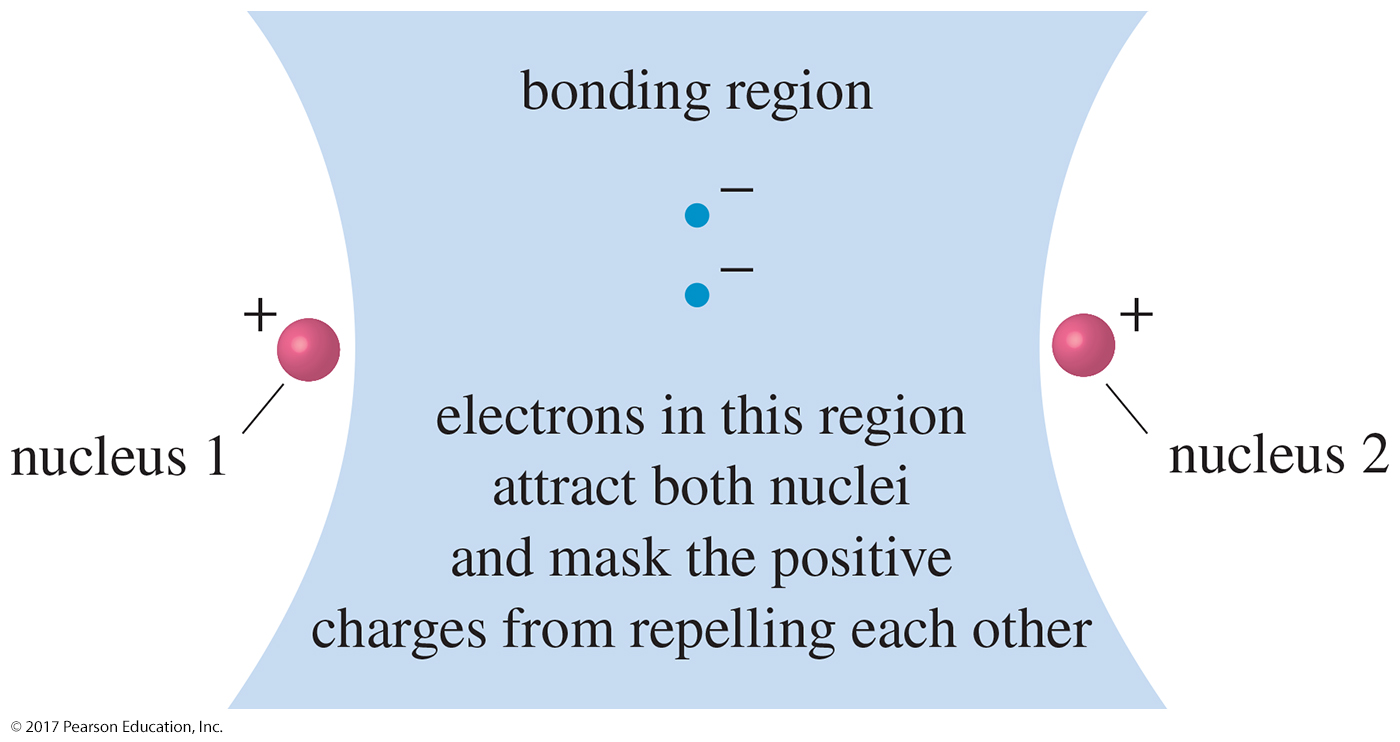 bonding region
−
−
+
+
nucleus 1
nucleus 2
electrons in this region
attract both nuclei
and mask the positive
charges from repelling each other
© 2017 Pearson Education, Inc.